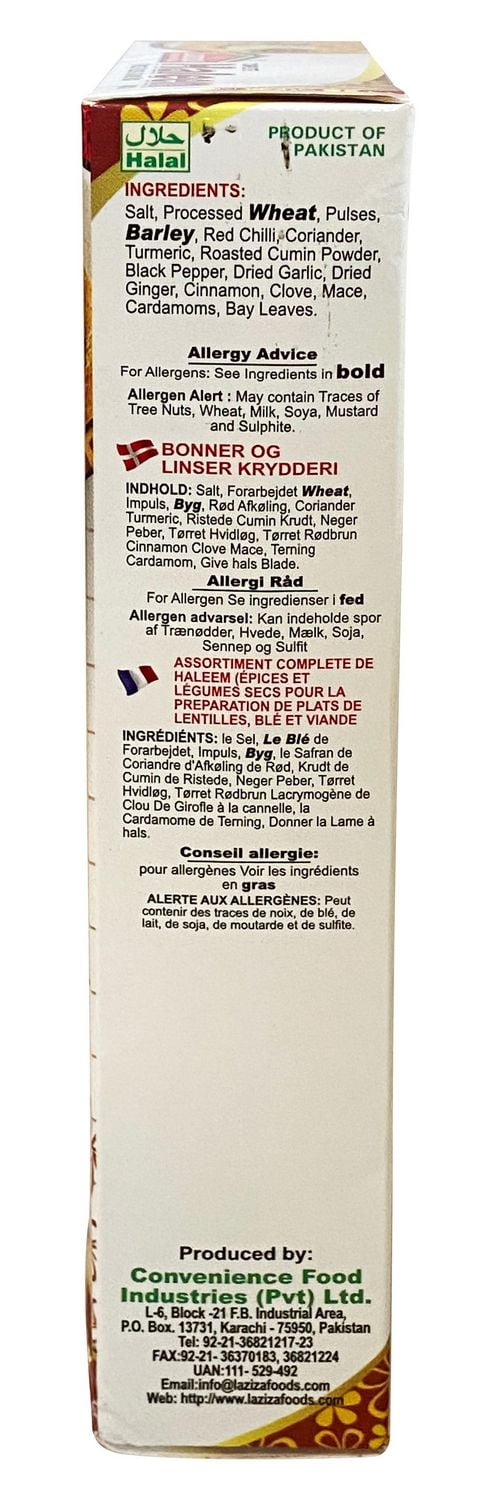 حلال
Halal
PRODUCT OF
PAKISTAN
INGREDIENTS:
Salt, Processed Wheat, Pulses,
Barley, Red Chilli, Coriander,
Turmeric, Roasted Cumin Powder,
Black Pepper, Dried Garlic, Dried
Ginger, Cinnamon, Clove, Mace,
Cardamoms, Bay Leaves.
Allergy Advice
For Allergens: See Ingredients in bold
Allergen Alert : May contain Traces of
Tree Nuts, Wheat, Milk, Soya, Mustard
and Sulphite.
BONNER OG
LINSER KRYDDERI
INDHOLD: Salt, Forarbejdet Wheat,
Impuls, Byg, Rød Afkøling, Coriander
Turmeric, Ristede Cumin Krudt, Neger
Peber, Tørret Hvidløg, Tørret Rødbrun
Cinnamon Clove Mace, Terning
Cardamom, Give hals Blade.
Allergi Råd
For Allergen Se ingredienser i fed
Allergen advarsel: Kan indeholde spor
af Trænødder, Hvede, Mælk, Soja,
Sennep og Sulfit
ASSORTIMENT COMPLETE DE
HALEEM (ÉPICES ET
LÉGUMES SECS POUR LA
PREPARATION DE PLATS DE
LENTILLES, BLÉ ET VIANDE
INGRÉDIÉNTS: le Sel, Le Blé de
Forarbejdet, Impuls, Byg, le Safran de
Coriandre d'Afkøling de Rød, Krudt de
Cumin de Ristede, Neger Peber, Tørret
Hvidløg, Tørret Rødbrun Lacrymogène de
Clou De Girofle à la cannelle, la
Cardamome de Terning, Donner la Lame à
hals.
Conseil allergie:
pour allergènes Voir les ingrédients
en gras
ALERTE AUX ALLERGÈNES: Peut
contenir des traces de noix, de blé, de
lait, de soja, de moutarde et de sulfite.
Produced by:
Convenience Food
Industries (Pvt) Ltd.
L-6, Block -21 F.B. Industrial Area,
P.O. Box. 13731, Karachi - 75950, Pakistan
Tel: 92-21-36821217-23
FAX:92-21- 36370183, 36821224
UAN:111- 529-492
Email:info@lazizafoods.com
Web: http://www.lazizafoods.com